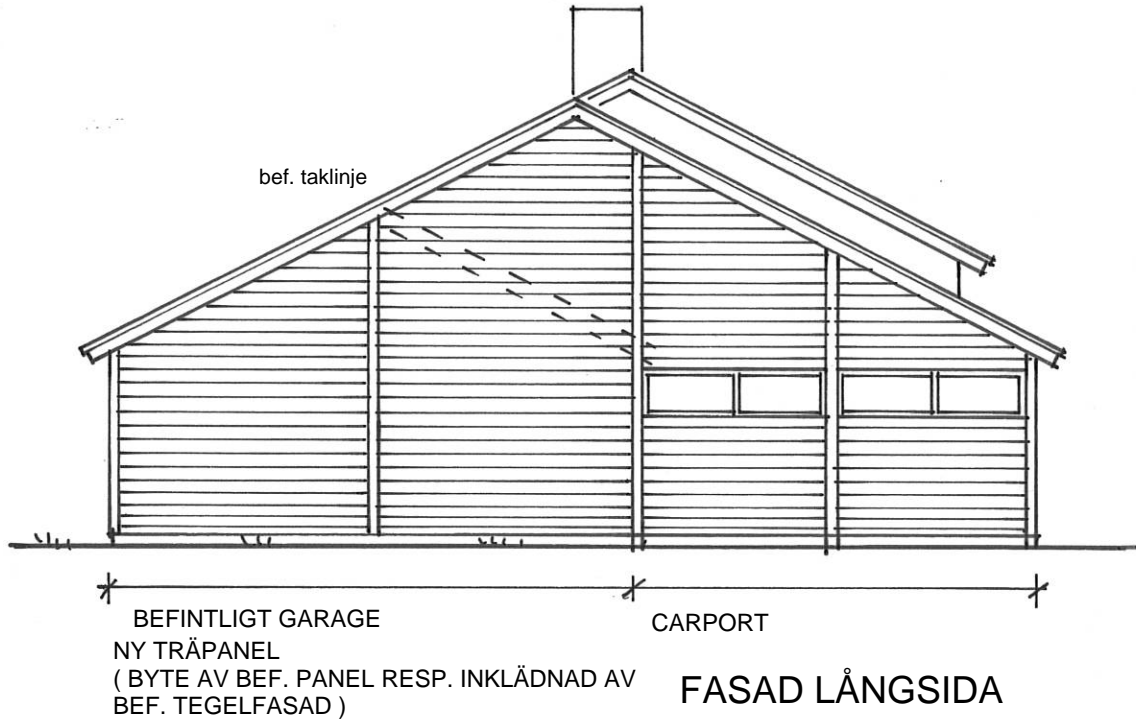 bef. taklinje
BEFINTLIGT GARAGE
NY TRÄPANEL
( BYTE AV BEF. PANEL RESP. INKLÄDNAD AV
BEF. TEGELFASAD )
CARPORT
FASAD LÅNGSIDA